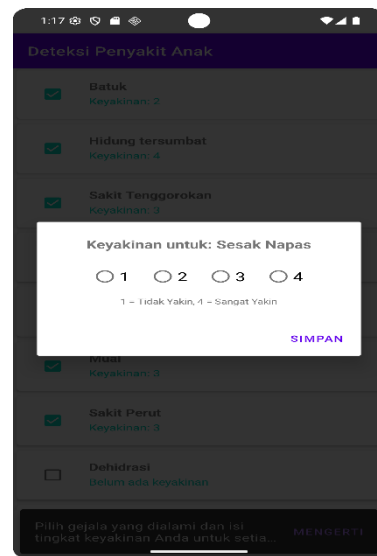 1:17
Deteksi Penyakit Anak
Batuk
Keyakinan: 2
Hidung tersumbat
Keyakinan: 4
Sakit Tenggorokan
Keyakinan: 3
Keyakinan untuk: Sesak Napas
1
2
3
4
1 = Tidak Yakin, 4 = Sangat Yakin
SIMPAN
Mual
Keyakinan: 3
Sakit Perut
Keyakinan: 3
Dehidrasi
Belum ada keyakinan
Pilih gejala yang dialami dan isi
tingkat keyakinan Anda untuk setia...
MENGERTI